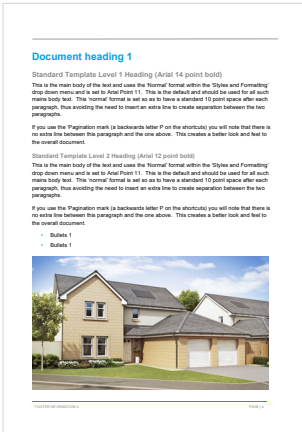 Document heading 1
Standard Template Level 1 Heading (Arial 14 point bold)
This is the main body of the text and uses the 'Normal' format within the 'Styles and Formatting'
drop down menu and is set to Arial Point 11. This is the default and should be used for all such
mains body text. This 'normal' format is set so as to have a standard 10 point space after each
paragraph, thus avoiding the need to insert an extra line to create separation between the two
paragraphs.
If you use the 'Pagination mark (a backwards letter P on the shortcuts) you will note that there is
no extra line between this paragraph and the one above. This creates a better look and feel to
the overall document.
Standard Template Level 2 Heading (Arial 12 point bold)
This is the main body of the text and uses the 'Normal' format within the 'Styles and Formatting'
drop down menu and is set to Arial Point 11. This is the default and should be used for all such
mains body text. This 'normal' format is set so as to have a standard 10 point space after each
paragraph, thus avoiding the need to insert an extra line to create separation between the two
paragraphs.
If you use the 'Pagination mark (a backwards letter P on the shortcuts) you will note that there is
no extra line between this paragraph and the one above. This creates a better look and feel to
the overall document.
Bullets 1
Bullets 1
FOOTER INFORMATION
PAGE |